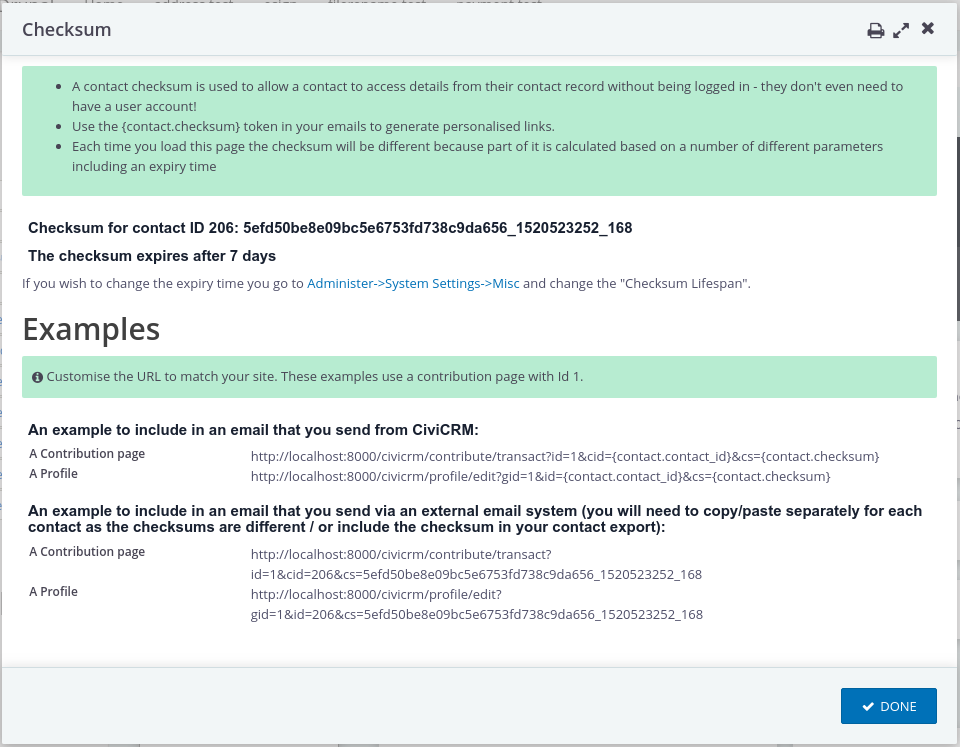 Checksum
A contact checksum is used to allow a contact to access details from their contact record without being logged in - they don't even need to
have a user account!
Use the {contact.checksum} token in your emails to generate personalised links.
Each time you load this page the checksum will be different because part of it is calculated based on a number of different parameters
including an expiry time
Checksum for contact ID 206: 5efd50be8e09bc5e6753fd738c9da656_1520523252_168
The checksum expires after 7 days
If you wish to change the expiry time you go to Administer->System Settings->Misc and change the "Checksum Lifespan".
Examples
Customise the URL to match your site. These examples use a contribution page with Id 1.
An example to include in an email that you send from CiviCRM:
A Contribution page http://localhost:8000/civicrm/contribute/transact?id=1&cid={contact.contact_id}&cs={contact.checksum}
A Profile http://localhost:8000/civicrm/profile/edit?gid=1&id={contact.contact_id}&cs={contact.checksum}
An example to include in an email that you send via an external email system (you will need to copy/paste separately for each
contact as the checksums are different / or include the checksum in your contact export):
A Contribution page http://localhost:8000/civicrm/contribute/transact?
id=1&cid=206&cs=5efd50be8e09bc5e6753fd738c9da656_1520523252_168
A Profile http://localhost:8000/civicrm/profile/edit?
gid=1&id=206&cs=5efd50be8e09bc5e6753fd738c9da656_1520523252_168
DONE